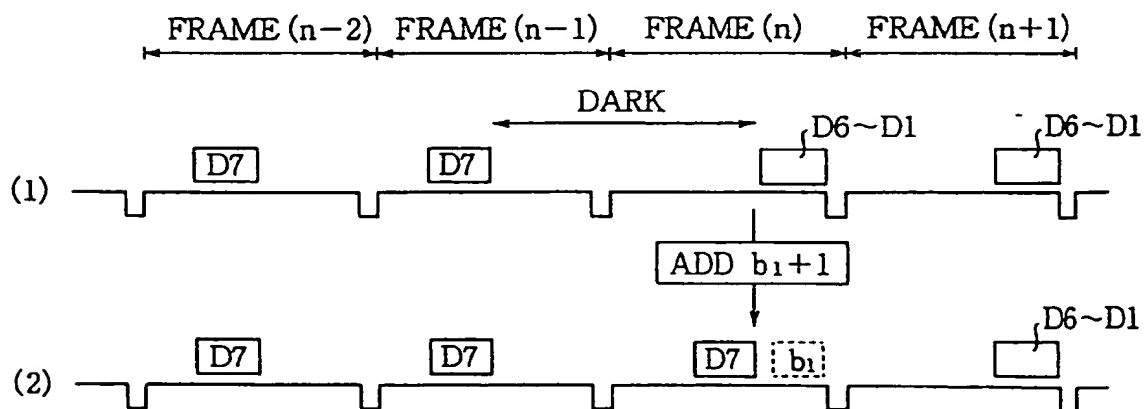 FRAME (n−2) FRAME (n−1) FRAME (n) FRAME (n+1)
DARK
D6~D1 D6~D1
D7 D7
(1)
ADD b₁+1
D6~D1
D7 D7 D7 b₁
(2)